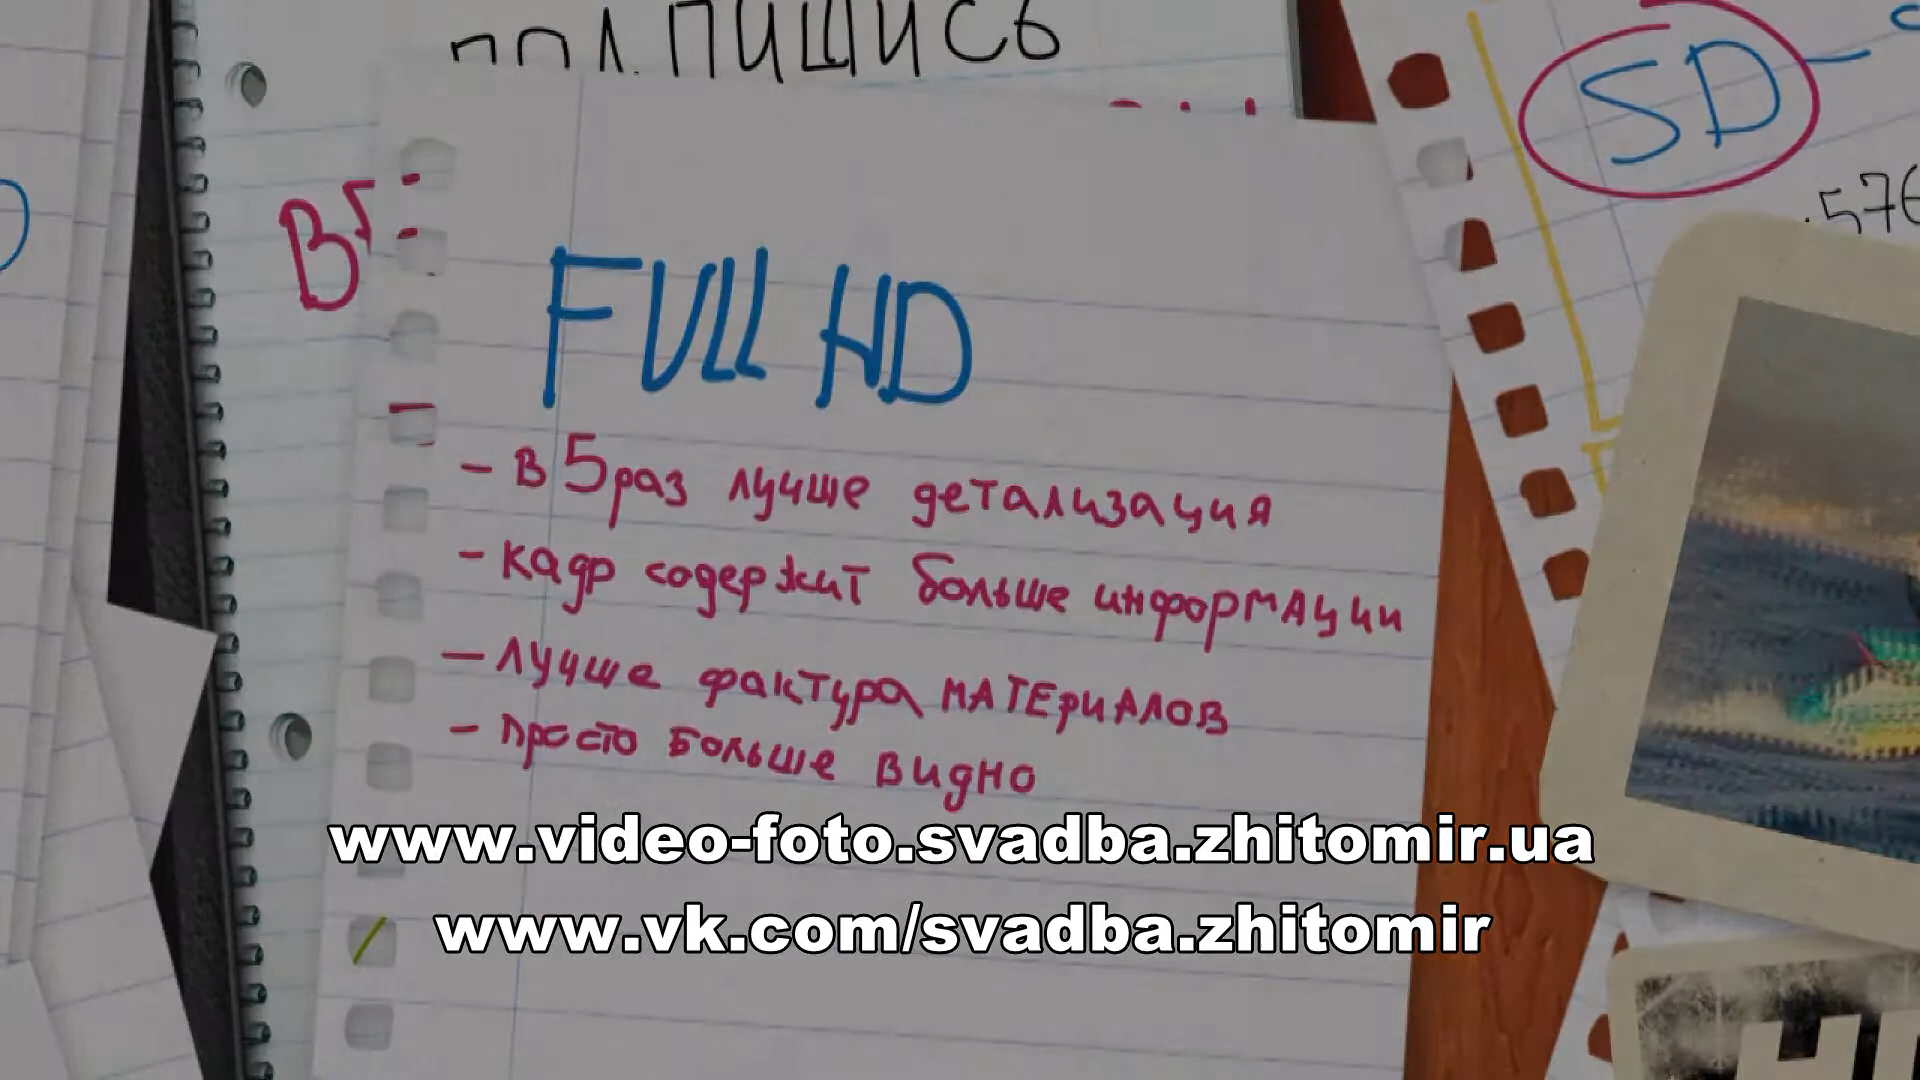 SD
576
FULL HD
- в 5 раз лучше детализация
- кадр содержит больше информации
- лучше фактура материалов
- просто больше видно
www.video-foto.svadba.zhitomir.ua
www.vk.com/svadba.zhitomir